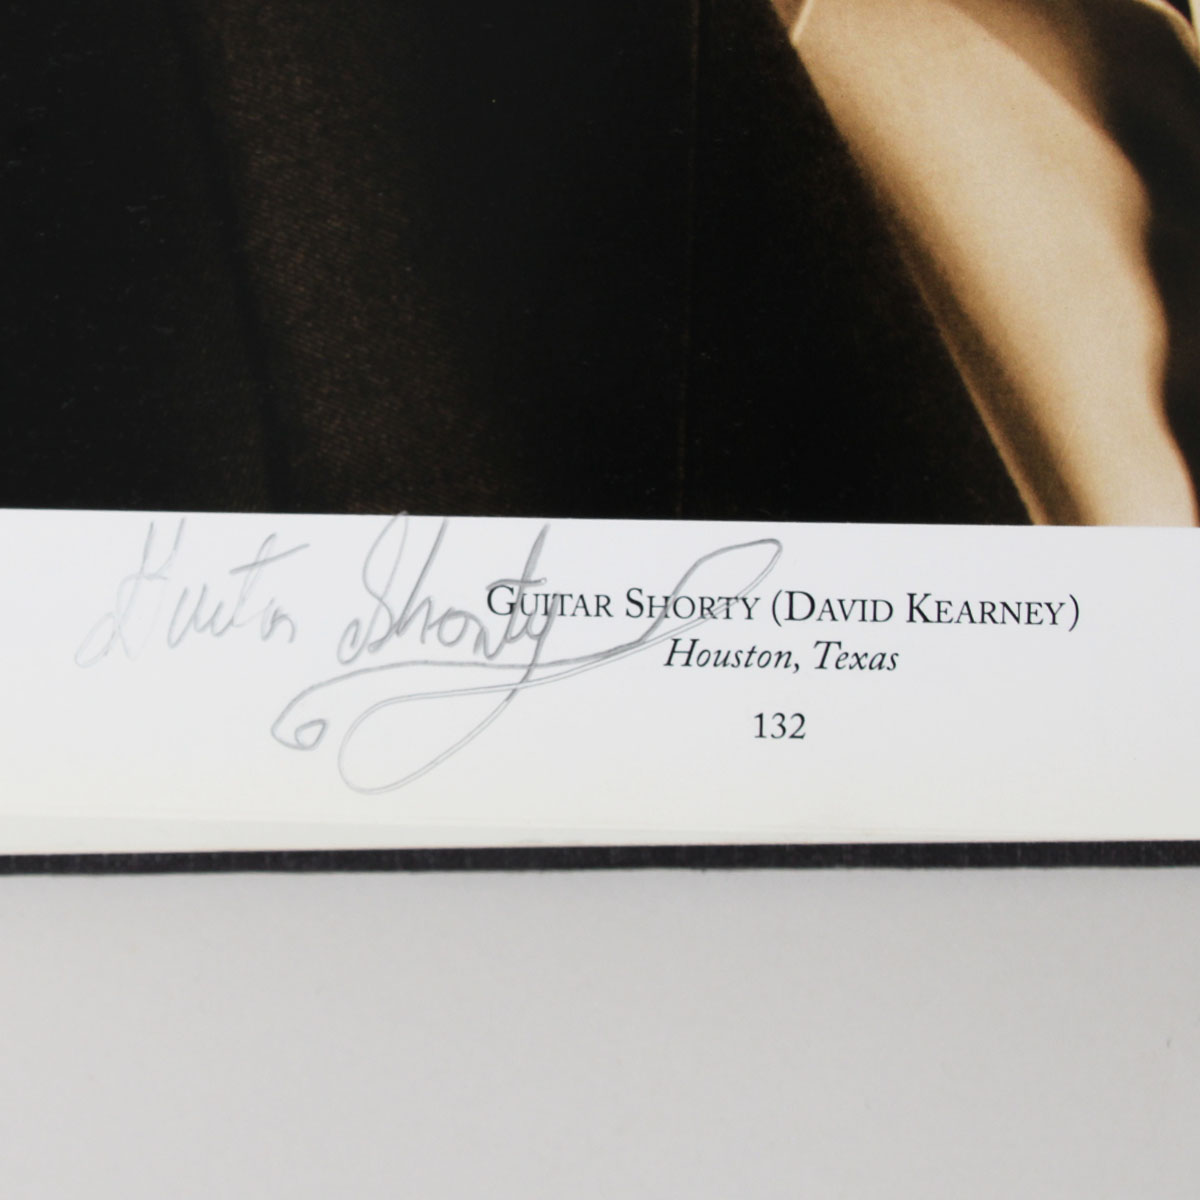 Guitar Shorty
GUITAR SHORTY (DAVID KEARNEY)
Houston, Texas
132